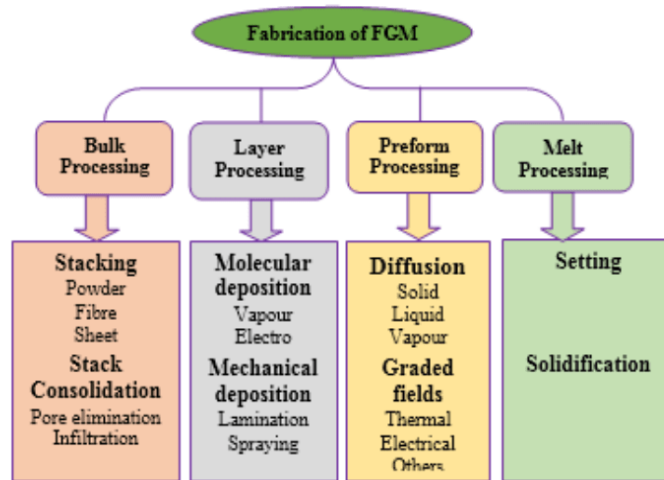 Fabrication of FGM
Bulk
Processing
Layer
Processing
Preform
Processing
Melt
Processing
Stacking
Powder
Fibre
Sheet
Stack
Consolidation
Pore elimination
Infiltration
Molecular
deposition
Vapour
Electro
Mechanical
deposition
Lamination
Spraying
Diffusion
Solid
Liquid
Vapour
Graded
fields
Thermal
Electrical
Others
Setting
Solidification